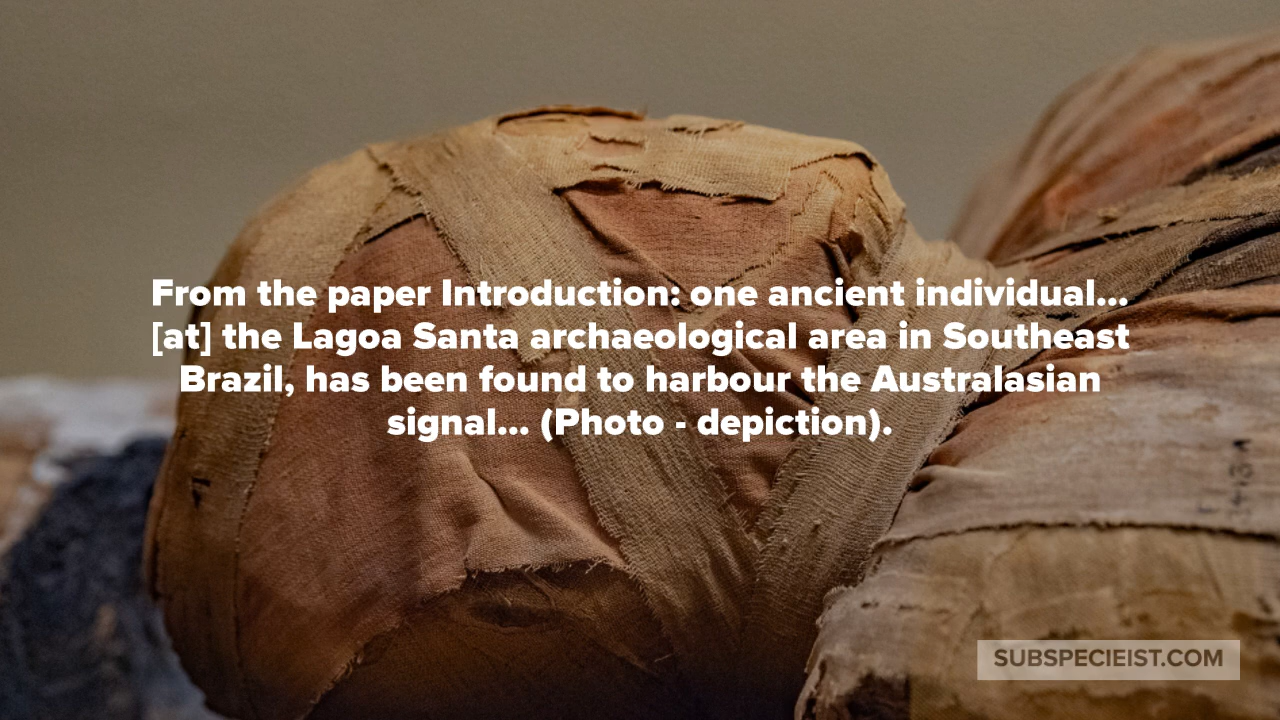 From the paper Introduction: one ancient individual...
[at] the Lagoa Santa archaeological area in Southeast
Brazil, has been found to harbour the Australasian
signal... (Photo - depiction).
SUBSPECIEIST.COM